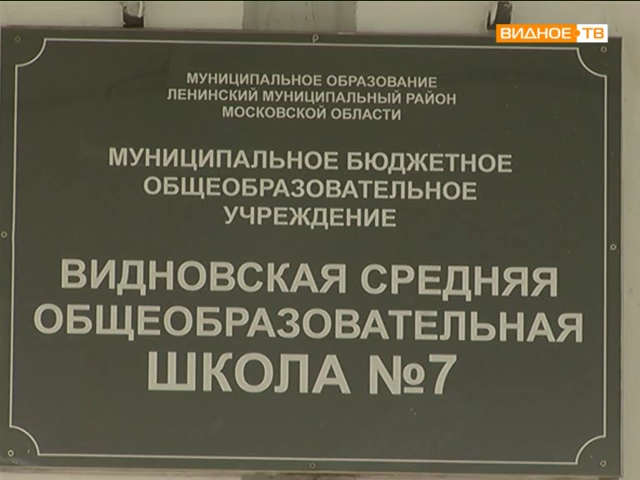 ВИДНОЕ ТВ
МУНИЦИПАЛЬНОЕ ОБРАЗОВАНИЕ
ЛЕНИНСКИЙ МУНИЦИПАЛЬНЫЙ РАЙОН
МОСКОВСКОЙ ОБЛАСТИ
МУНИЦИПАЛЬНОЕ БЮДЖЕТНОЕ
ОБЩЕОБРАЗОВАТЕЛЬНОЕ
УЧРЕЖДЕНИЕ
ВИДНОВСКАЯ СРЕДНЯЯ
ОБЩЕОБРАЗОВАТЕЛЬНАЯ
ШКОЛА №7